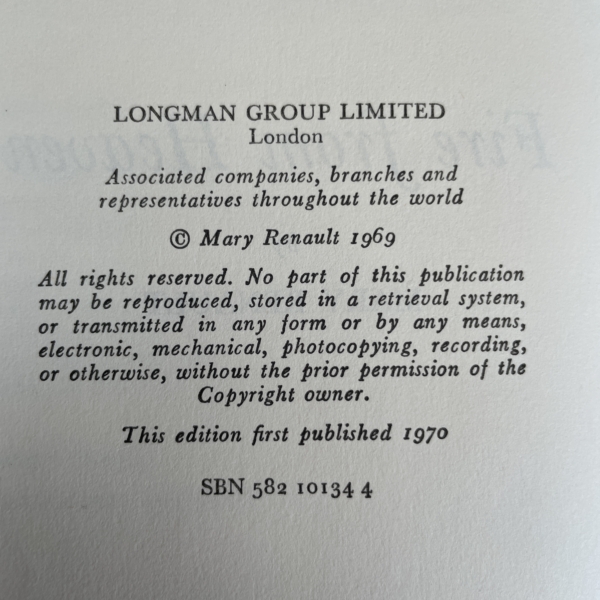 LONGMAN GROUP LIMITED
London
Associated companies, branches and
representatives throughout the world
© Mary Renault 1969
All rights reserved. No part of this publication
may be reproduced, stored in a retrieval system,
or transmitted in any form or by any means,
electronic, mechanical, photocopying, recording,
or otherwise, without the prior permission of the
Copyright owner.
This edition first published 1970
SBN 582 10134 4
Fire from Heaven